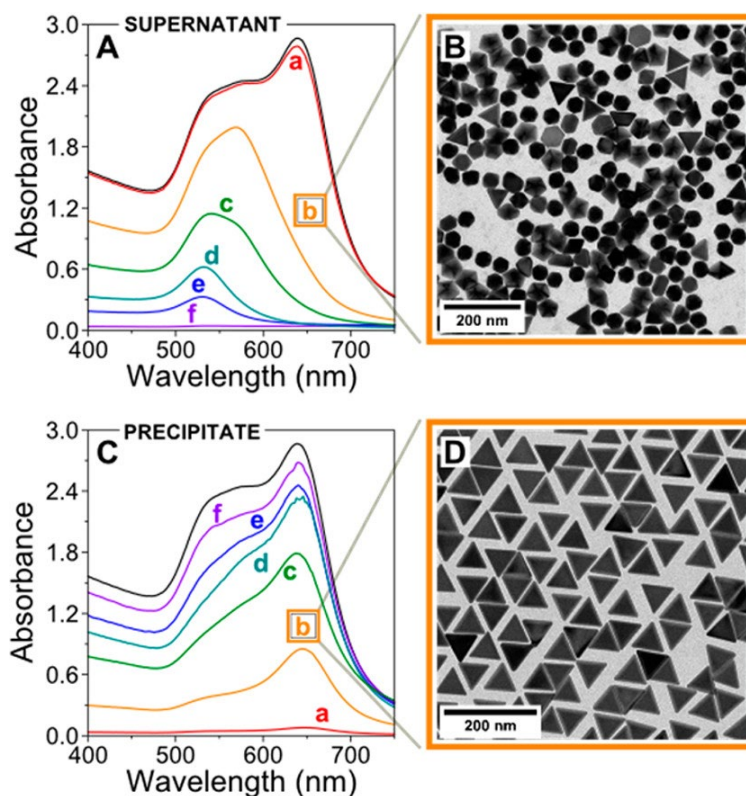 A
SUPERNATANT
3.0
2.4
1.8
1.2
0.6
0.0
Absorbance
a
b
c
d
e
f
400 500 600 700
Wavelength (nm)
B
200 nm
C
PRECIPITATE
3.0
2.4
1.8
1.2
0.6
0.0
Absorbance
f
e
d
c
b
a
400 500 600 700
Wavelength (nm)
D
200 nm